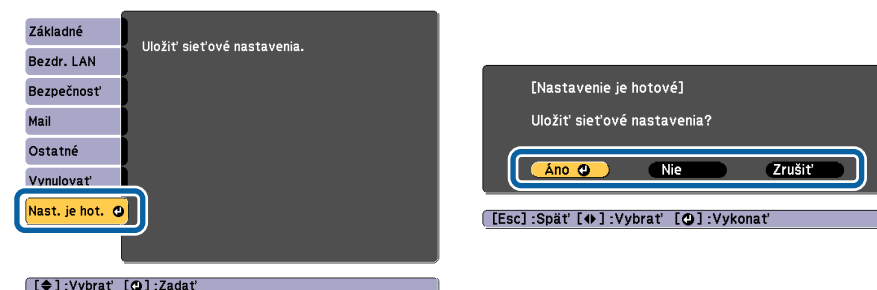 Základné
Uložiť sieťové nastavenia.
Bezdr. LAN
Bezpečnosť
Mail
Ostatné
Vynulovať
Nast. je hot.
[ ] :Vybrať [ ] :Zadať
[Nastavenie je hotové]
Uložiť sieťové nastavenia?
Áno Nie Zrušiť
[Esc] :Späť [ ] :Vybrať [ ] :Vykonať